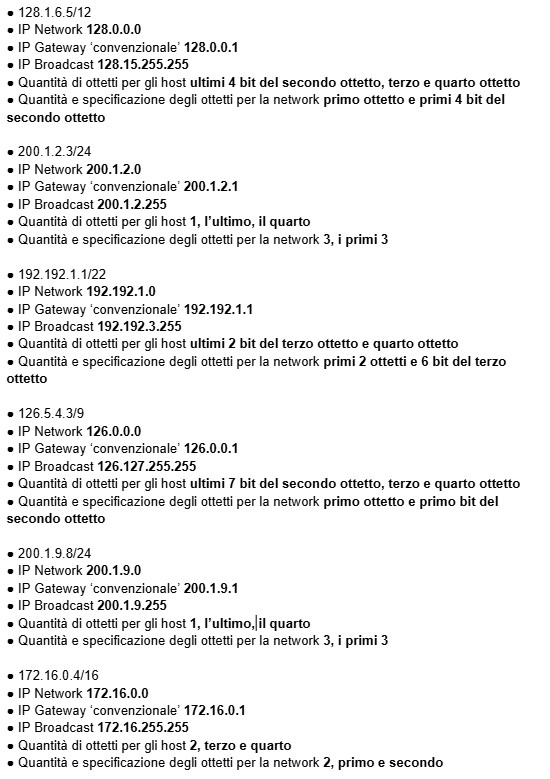 ● 128.1.6.5/12
● IP Network 128.0.0.0
● IP Gateway ‘convenzionale’ 128.0.0.1
● IP Broadcast 128.15.255.255
● Quantità di ottetti per gli host ultimi 4 bit del secondo ottetto, terzo e quarto ottetto
● Quantità e specificazione degli ottetti per la network primo ottetto e primi 4 bit del
secondo ottetto
● 200.1.2.3/24
● IP Network 200.1.2.0
● IP Gateway ‘convenzionale’ 200.1.2.1
● IP Broadcast 200.1.2.255
● Quantità di ottetti per gli host 1, l’ultimo, il quarto
● Quantità e specificazione degli ottetti per la network 3, i primi 3
● 192.192.1.1/22
● IP Network 192.192.1.0
● IP Gateway ‘convenzionale’ 192.192.1.1
● IP Broadcast 192.192.3.255
● Quantità di ottetti per gli host ultimi 2 bit del terzo ottetto e quarto ottetto
● Quantità e specificazione degli ottetti per la network primi 2 ottetti e 6 bit del terzo
ottetto
● 126.5.4.3/9
● IP Network 126.0.0.0
● IP Gateway ‘convenzionale’ 126.0.0.1
● IP Broadcast 126.127.255.255
● Quantità di ottetti per gli host ultimi 7 bit del secondo ottetto, terzo e quarto ottetto
● Quantità e specificazione degli ottetti per la network primo ottetto e primo bit del
secondo ottetto
● 200.1.9.8/24
● IP Network 200.1.9.0
● IP Gateway ‘convenzionale’ 200.1.9.1
● IP Broadcast 200.1.9.255
● Quantità di ottetti per gli host 1, l’ultimo, il quarto
● Quantità e specificazione degli ottetti per la network 3, i primi 3
● 172.16.0.4/16
● IP Network 172.16.0.0
● IP Gateway ‘convenzionale’ 172.16.0.1
● IP Broadcast 172.16.255.255
● Quantità di ottetti per gli host 2, terzo e quarto
● Quantità e specificazione degli ottetti per la network 2, primo e secondo